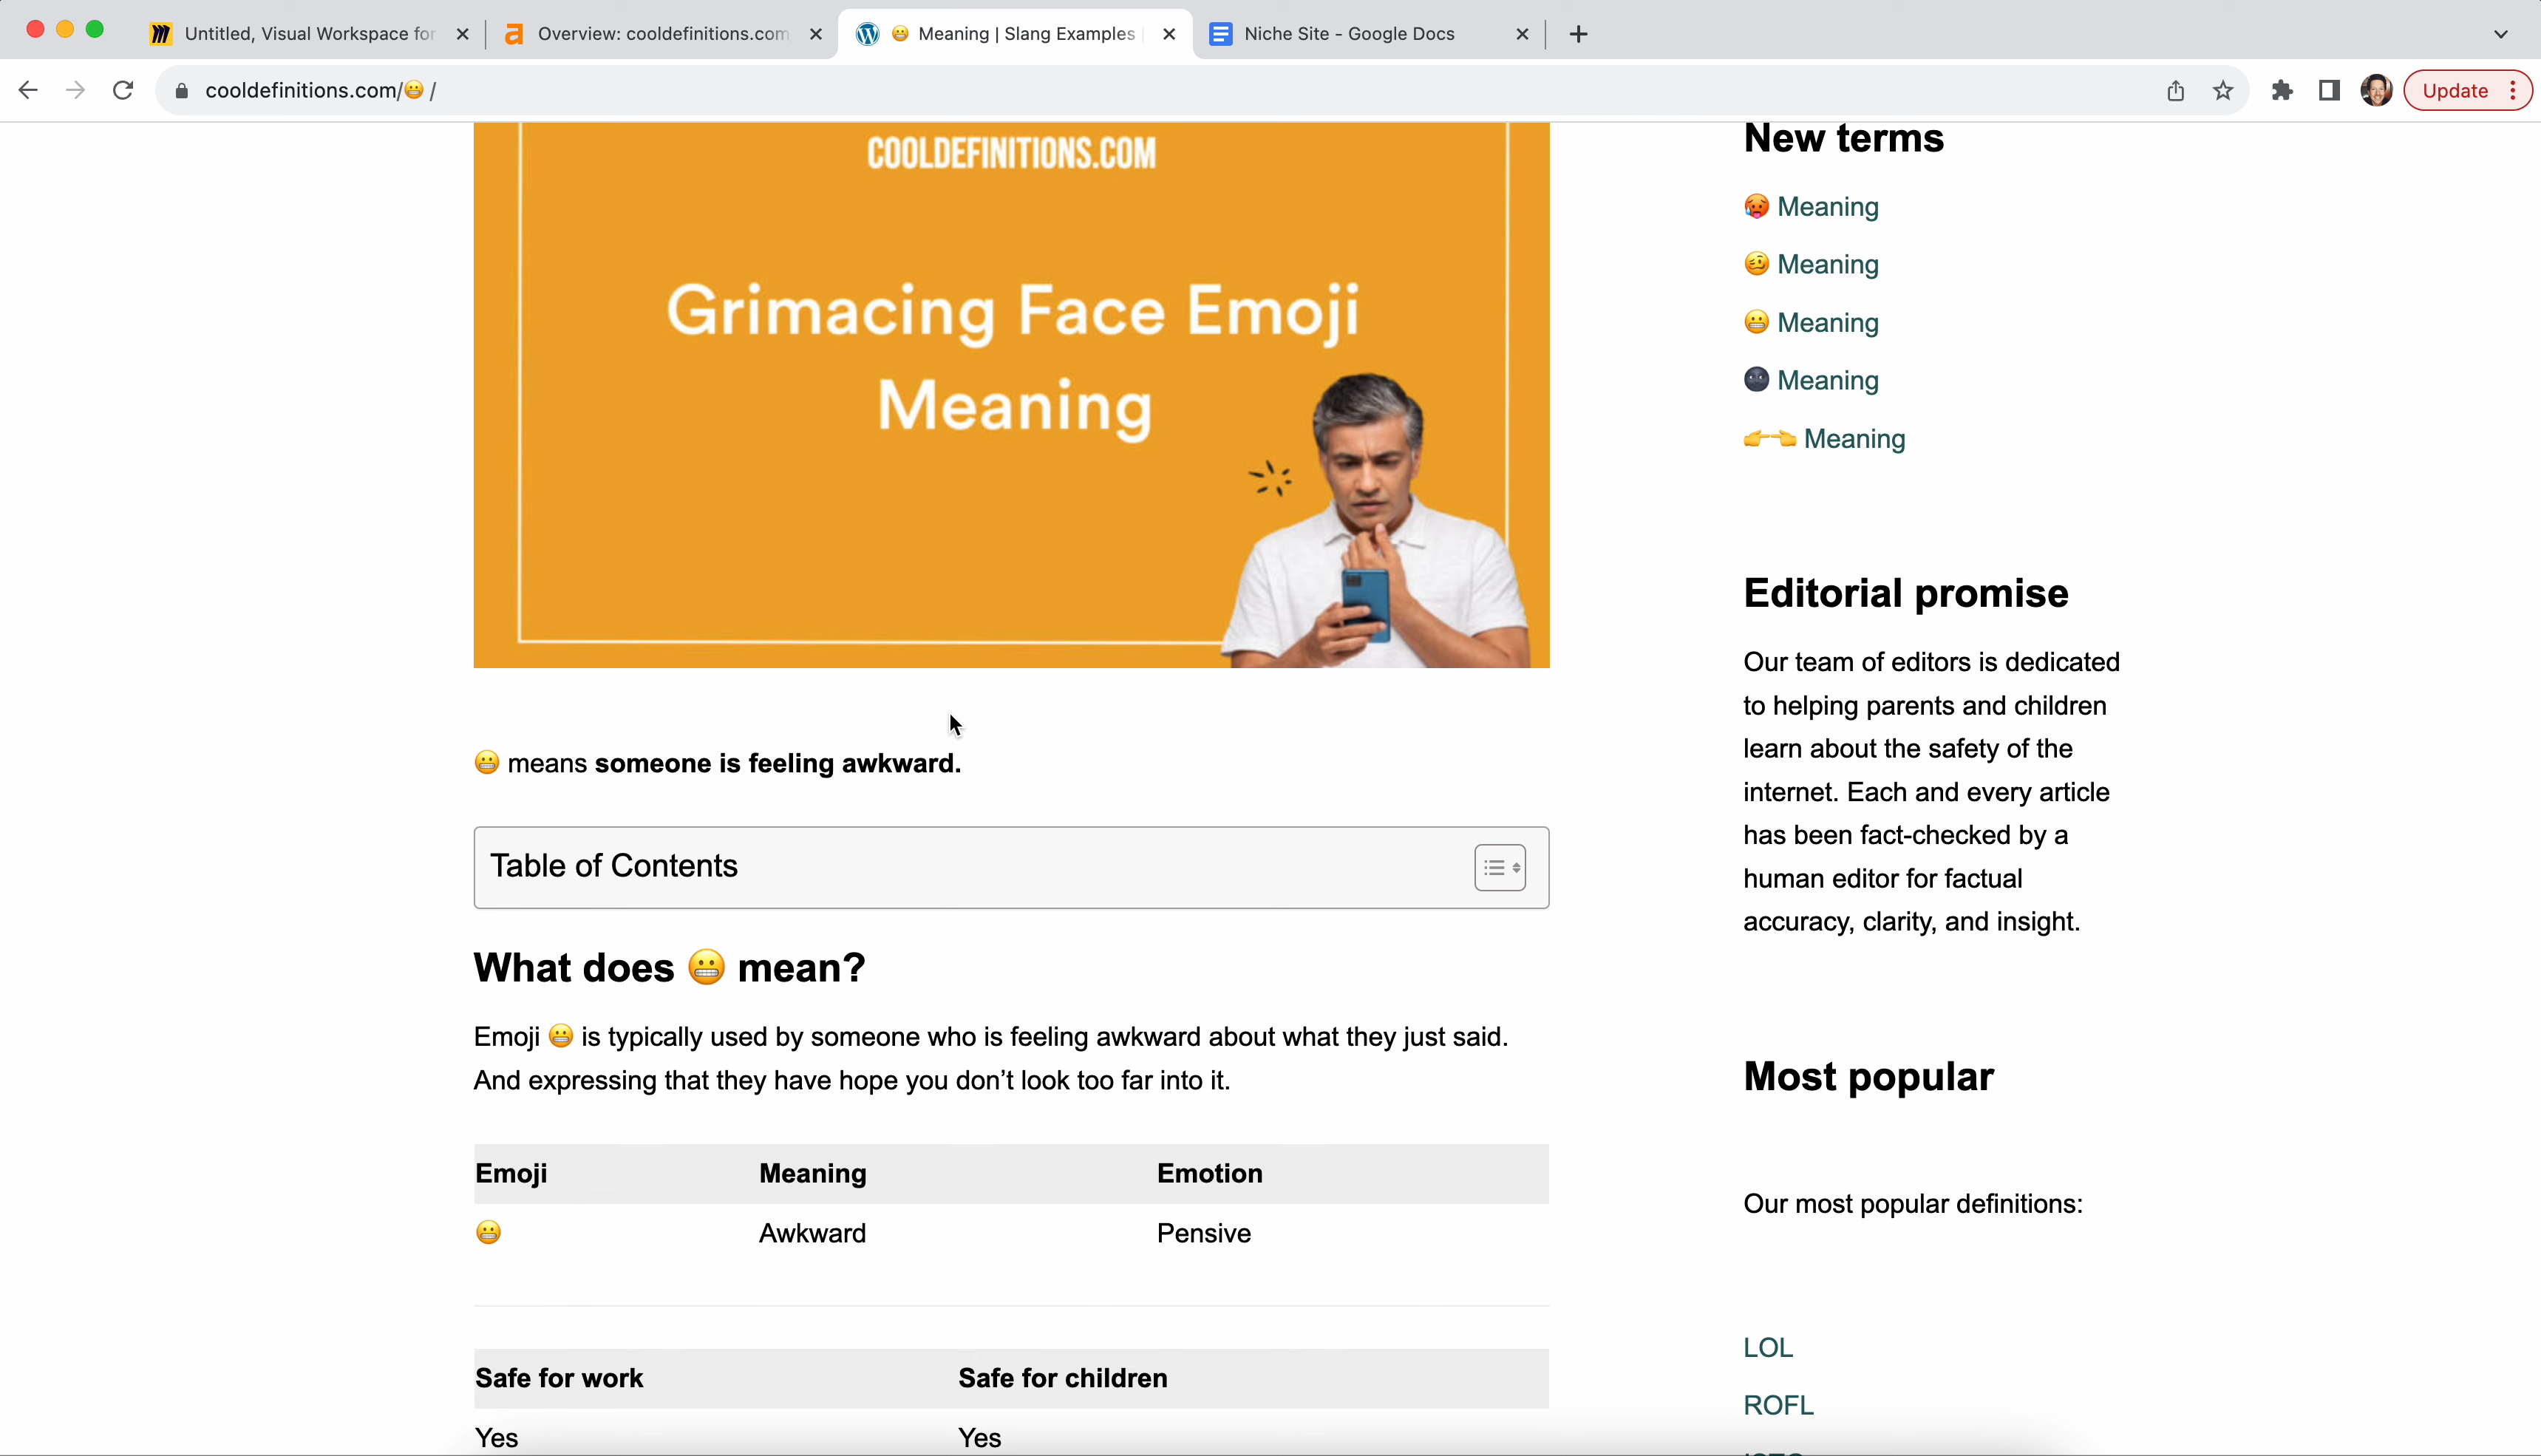 Untitled, Visual Workspace for
Overview: cooldefinitions.com
😬 Meaning | Slang Examples |
Niche Site - Google Docs
cooldefinitions.com/😬/
Update
COOLDEFINITIONS.COM
Grimacing Face Emoji
Meaning
😬 means someone is feeling awkward.
Table of Contents
What does 😬 mean?
Emoji 😬 is typically used by someone who is feeling awkward about what they just said.
And expressing that they have hope you don’t look too far into it.
Emoji Meaning Emotion
😬 Awkward Pensive
Safe for work Safe for children
Yes Yes
New terms
🥵 Meaning
🥴 Meaning
😬 Meaning
🌚 Meaning
👉👈 Meaning
Editorial promise
Our team of editors is dedicated
to helping parents and children
learn about the safety of the
internet. Each and every article
has been fact-checked by a
human editor for factual
accuracy, clarity, and insight.
Most popular
Our most popular definitions:
LOL
ROFL